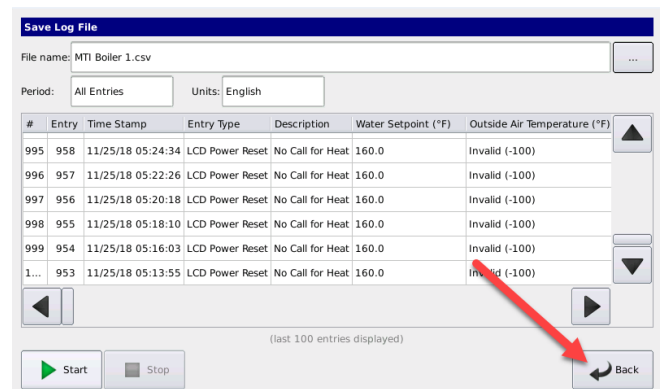 Save Log File
File name: MTI Boiler 1.csv ...
Period: All Entries Units: English
# Entry Time Stamp Entry Type Description Water Setpoint (°F) Outside Air Temperature (°F)
995 958 11/25/18 05:24:34 LCD Power Reset No Call for Heat 160.0 Invalid (-100)
996 957 11/25/18 05:22:26 LCD Power Reset No Call for Heat 160.0 Invalid (-100)
997 956 11/25/18 05:20:18 LCD Power Reset No Call for Heat 160.0 Invalid (-100)
998 955 11/25/18 05:18:10 LCD Power Reset No Call for Heat 160.0 Invalid (-100)
999 954 11/25/18 05:16:03 LCD Power Reset No Call for Heat 160.0 Invalid (-100)
1... 953 11/25/18 05:13:55 LCD Power Reset No Call for Heat 160.0 Invalid (-100)
(last 100 entries displayed)
Start Stop Back